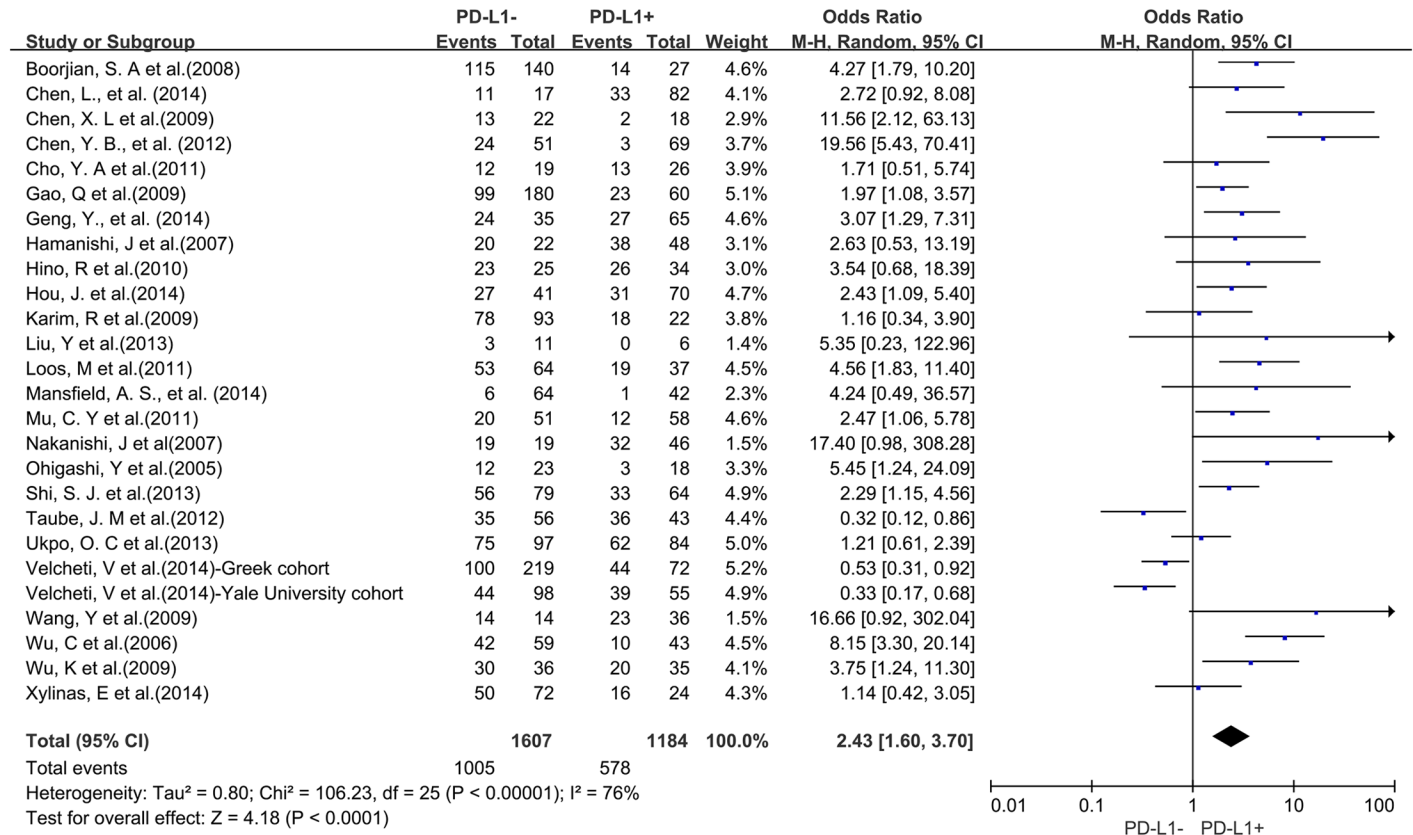 PD-L1- PD-L1+ Odds Ratio Odds Ratio
Study or Subgroup Events Total Events Total Weight M-H, Random, 95% CI M-H, Random, 95% CI
Boorjian, S. A et al.(2008) 115 140 14 27 4.6% 4.27 [1.79, 10.20]
Chen, L., et al. (2014) 11 17 33 82 4.1% 2.72 [0.92, 8.08]
Chen, X. L et al.(2009) 13 22 2 18 2.9% 11.56 [2.12, 63.13]
Chen, Y. B., et al. (2012) 24 51 3 69 3.7% 19.56 [5.43, 70.41]
Cho, Y. A et al.(2011) 12 19 13 26 4.0% 1.71 [0.51, 5.74]
Gao, Q et al.(2009) 99 180 23 60 5.1% 1.97 [1.08, 3.57]
Geng, Y., et al. (2014) 24 35 27 65 4.6% 3.07 [1.29, 7.31]
Hamanishi, J et al.(2007) 20 22 38 48 3.1% 2.63 [0.53, 13.19]
Hino, R et al.(2010) 23 25 26 34 3.0% 3.54 [0.68, 18.39]
Hou, J. et al.(2014) 27 41 31 70 4.7% 2.43 [1.09, 5.40]
Karim, R et al.(2009) 78 93 18 22 3.8% 1.16 [0.34, 3.90]
Liu, Y et al.(2013) 3 11 0 6 1.4% 5.35 [0.23, 122.96]
Loos, M et al.(2011) 53 64 19 37 4.5% 4.56 [1.83, 11.40]
Mansfield, A. S., et al. (2014) 6 64 1 42 2.3% 4.24 [0.49, 36.57]
Mu, C. Y et al.(2011) 20 51 12 58 4.6% 2.47 [1.06, 5.78]
Nakanishi, J et al(2007) 19 19 32 46 1.5% 17.40 [0.98, 308.28]
Ohigashi, Y et al.(2005) 12 23 3 18 3.3% 5.45 [1.24, 24.09]
Shi, S. J. et al.(2013) 56 79 33 64 4.9% 2.29 [1.15, 4.56]
Taube, J. M et al.(2012) 35 56 36 43 4.4% 0.32 [0.12, 0.86]
Ukpo, O. C et al.(2013) 75 97 62 84 5.0% 1.21 [0.61, 2.39]
Velcheti, V et al.(2014)-Greek cohort 100 219 44 72 5.2% 0.53 [0.31, 0.92]
Velcheti, V et al.(2014)-Yale University cohort 44 98 39 55 4.9% 0.33 [0.17, 0.68]
Wang, Y et al.(2009) 14 14 23 36 1.5% 16.66 [0.92, 302.04]
Wu, C et al.(2006) 42 59 10 43 4.5% 8.15 [3.30, 20.14]
Wu, K et al.(2009) 30 36 20 35 4.1% 3.75 [1.24, 11.30]
Xylinas, E et al.(2014) 50 72 16 24 4.3% 1.14 [0.42, 3.05]
Total (95% CI) 1607 1184 100.0% 2.43 [1.60, 3.70]
Total events 1005 578
Heterogeneity: Tau² = 0.80; Chi² = 106.23, df = 25 (P < 0.00001); I² = 76%
Test for overall effect: Z = 4.18 (P < 0.0001)
0.01 0.1 1 10 100
PD-L1- PD-L1+